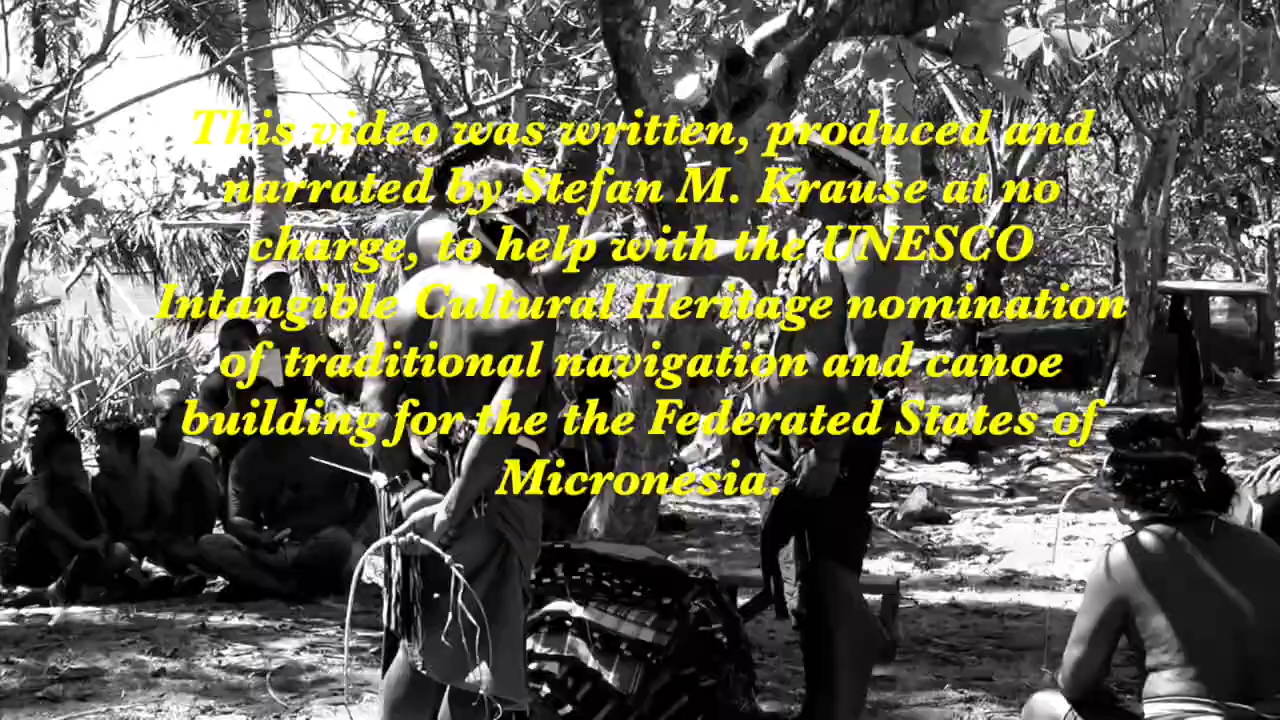 This video was written, produced and
narrated by Stefan M. Krause at no
charge, to help with the UNESCO
Intangible Cultural Heritage nomination
of traditional navigation and canoe
building for the the Federated States of
Micronesia.